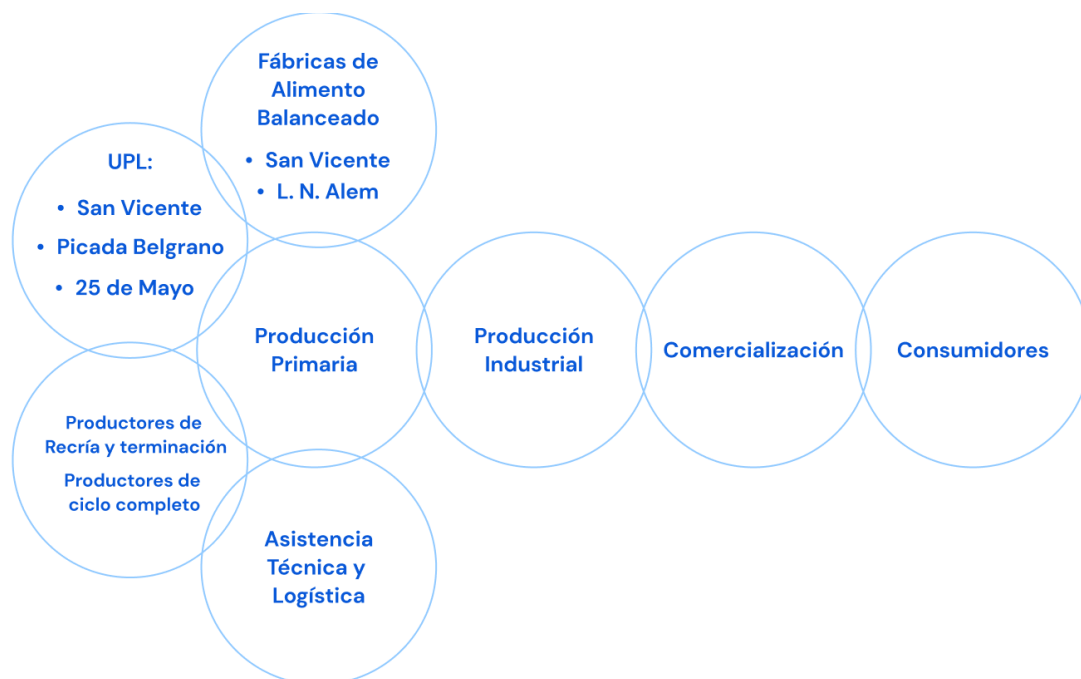 Fábricas de
Alimento
Balanceado
• San Vicente
• L. N. Alem
UPL:
• San Vicente
• Picada Belgrano
• 25 de Mayo
Producción
Primaria
Producción
Industrial
Comercialización
Consumidores
Productores de
Recría y terminación
Productores de
ciclo completo
Asistencia
Técnica y
Logística